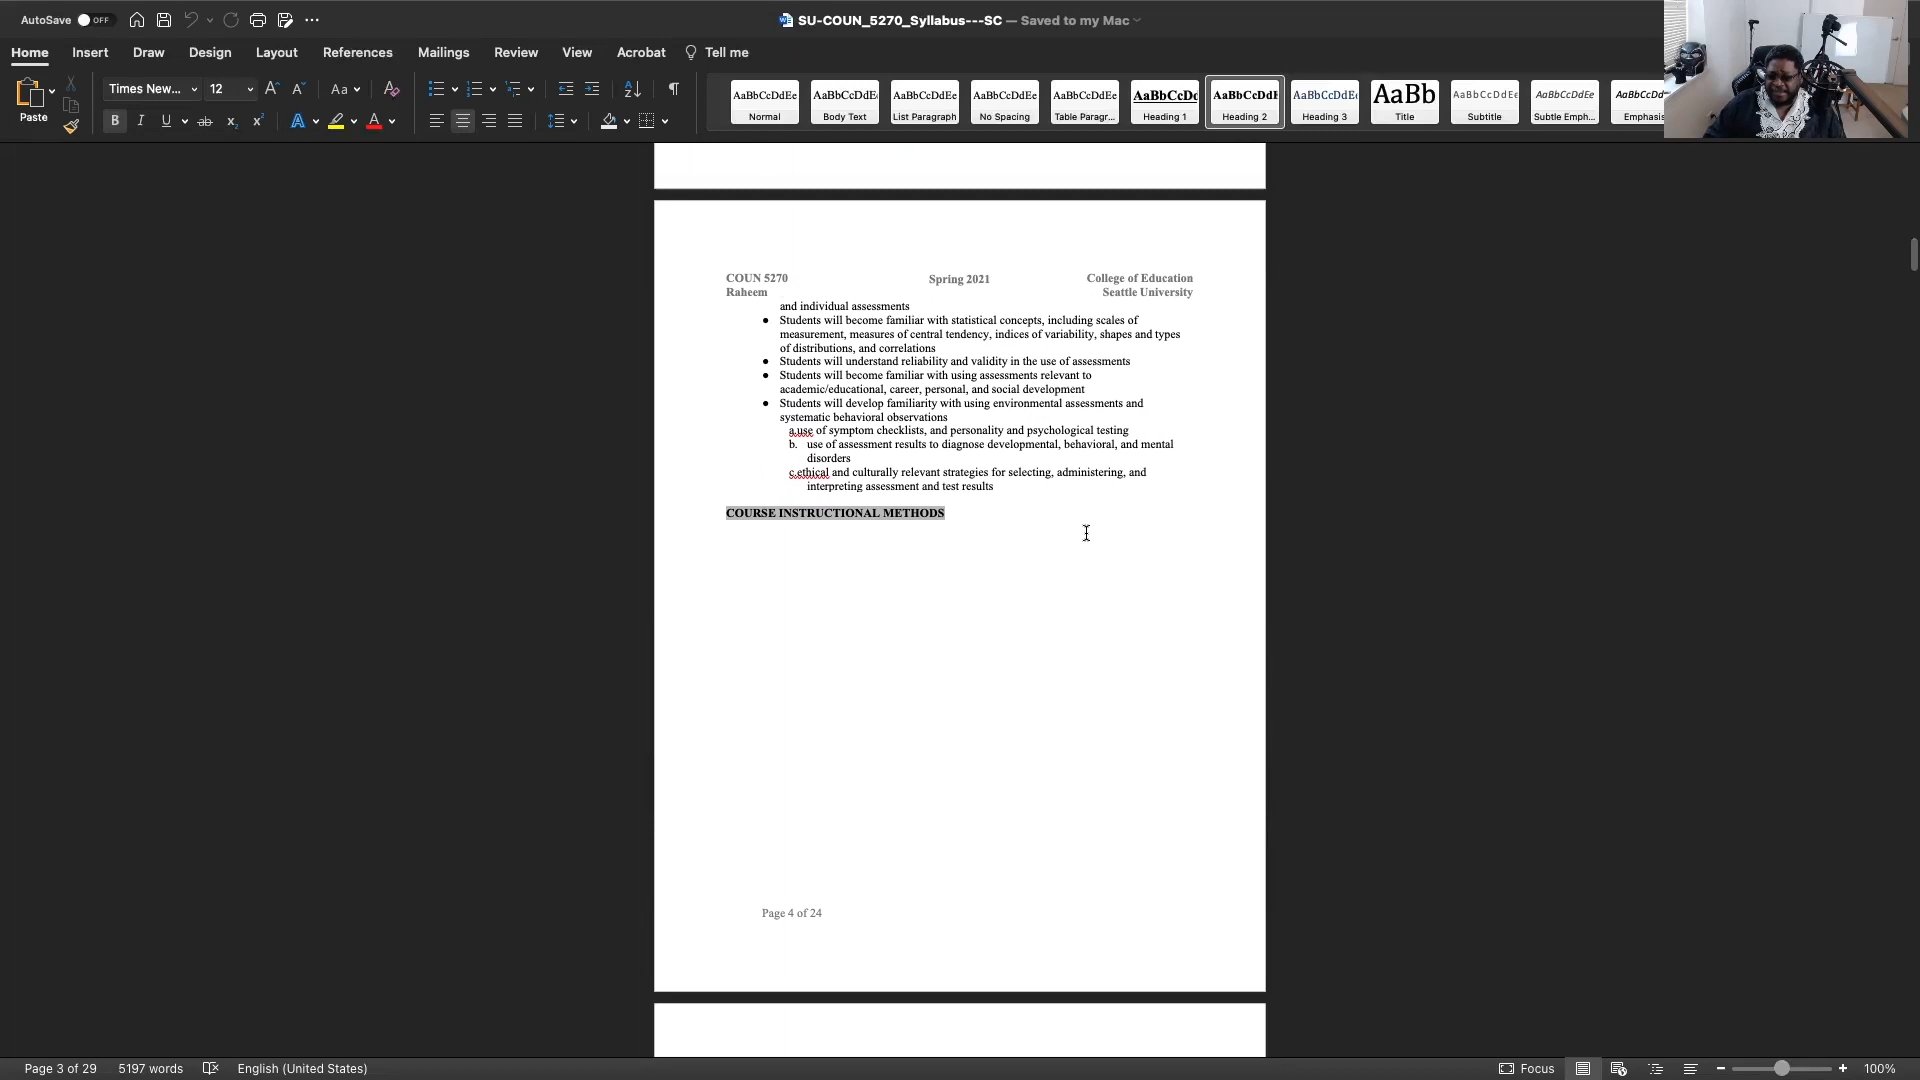 AutoSave OFF
SU-COUN_5270_Syllabus---SC — Saved to my Mac
Home Insert Draw Design Layout References Mailings Review View Acrobat Tell me
Paste
Times New... 12
Aa
AaBbCcDdEe AaBbCcDdE AaBbCcDdEe AaBbCcDdEe AaBbCcDdEe AaBbCcDd AaBbCcDdE AaBbCcDdE AaBb AaBbCcDdEe AaBbCcDdEe
Normal Body Text List Paragraph No Spacing Table Paragr... Heading 1 Heading 2 Heading 3 Title Subtitle Subtle Emph... Emphasis
COUN 5270 Spring 2021 College of Education
Raheem Seattle University
and individual assessments
● Students will become familiar with statistical concepts, including scales of
measurement, measures of central tendency, indices of variability, shapes and types
of distributions, and correlations
● Students will understand reliability and validity in the use of assessments
● Students will become familiar with using assessments relevant to
academic/educational, career, personal, and social development
● Students will develop familiarity with using environmental assessments and
systematic behavioral observations
a.use of symptom checklists, and personality and psychological testing
b. use of assessment results to diagnose developmental, behavioral, and mental
disorders
c.ethical and culturally relevant strategies for selecting, administering, and
interpreting assessment and test results
COURSE INSTRUCTIONAL METHODS
Page 4 of 24
Page 3 of 29 5197 words English (United States) Focus 100%